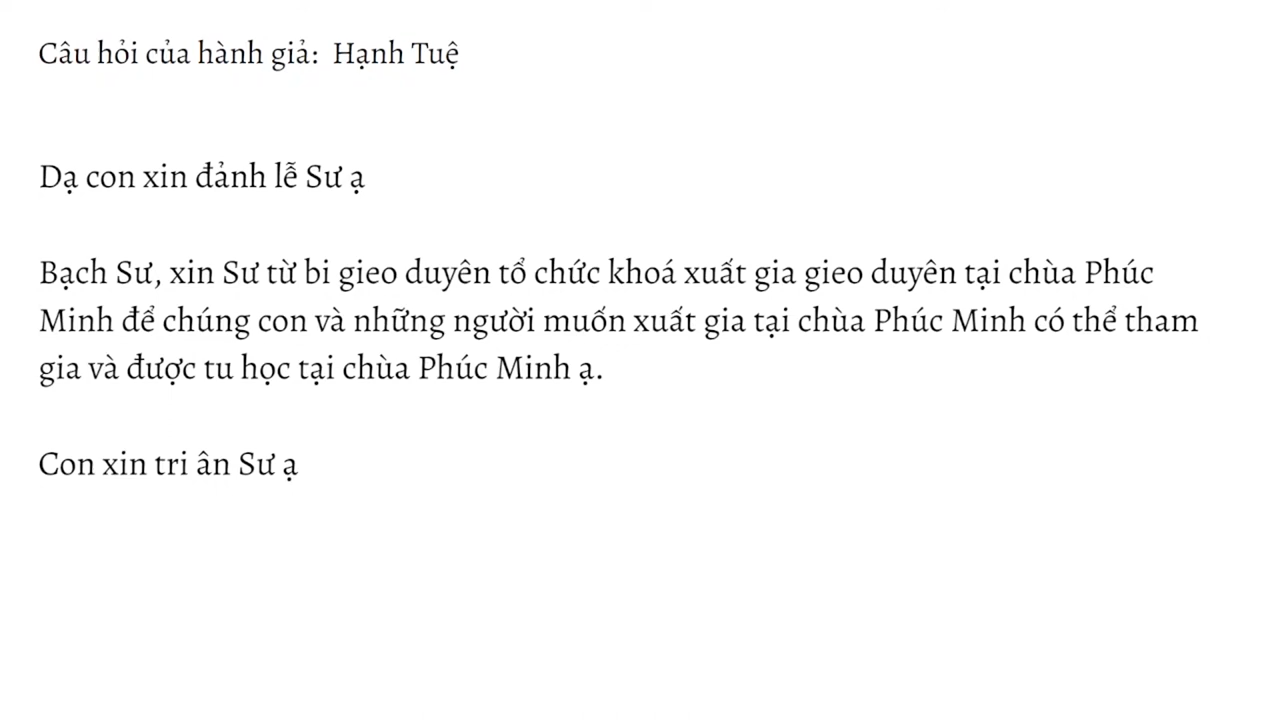 Câu hỏi của hành giả: Hạnh Tuệ
Dạ con xin đảnh lễ Sư ạ
Bạch Sư, xin Sư từ bi gieo duyên tổ chức khoá xuất gia gieo duyên tại chùa Phúc
Minh để chúng con và những người muốn xuất gia tại chùa Phúc Minh có thể tham
gia và được tu học tại chùa Phúc Minh ạ.
Con xin tri ân Sư ạ